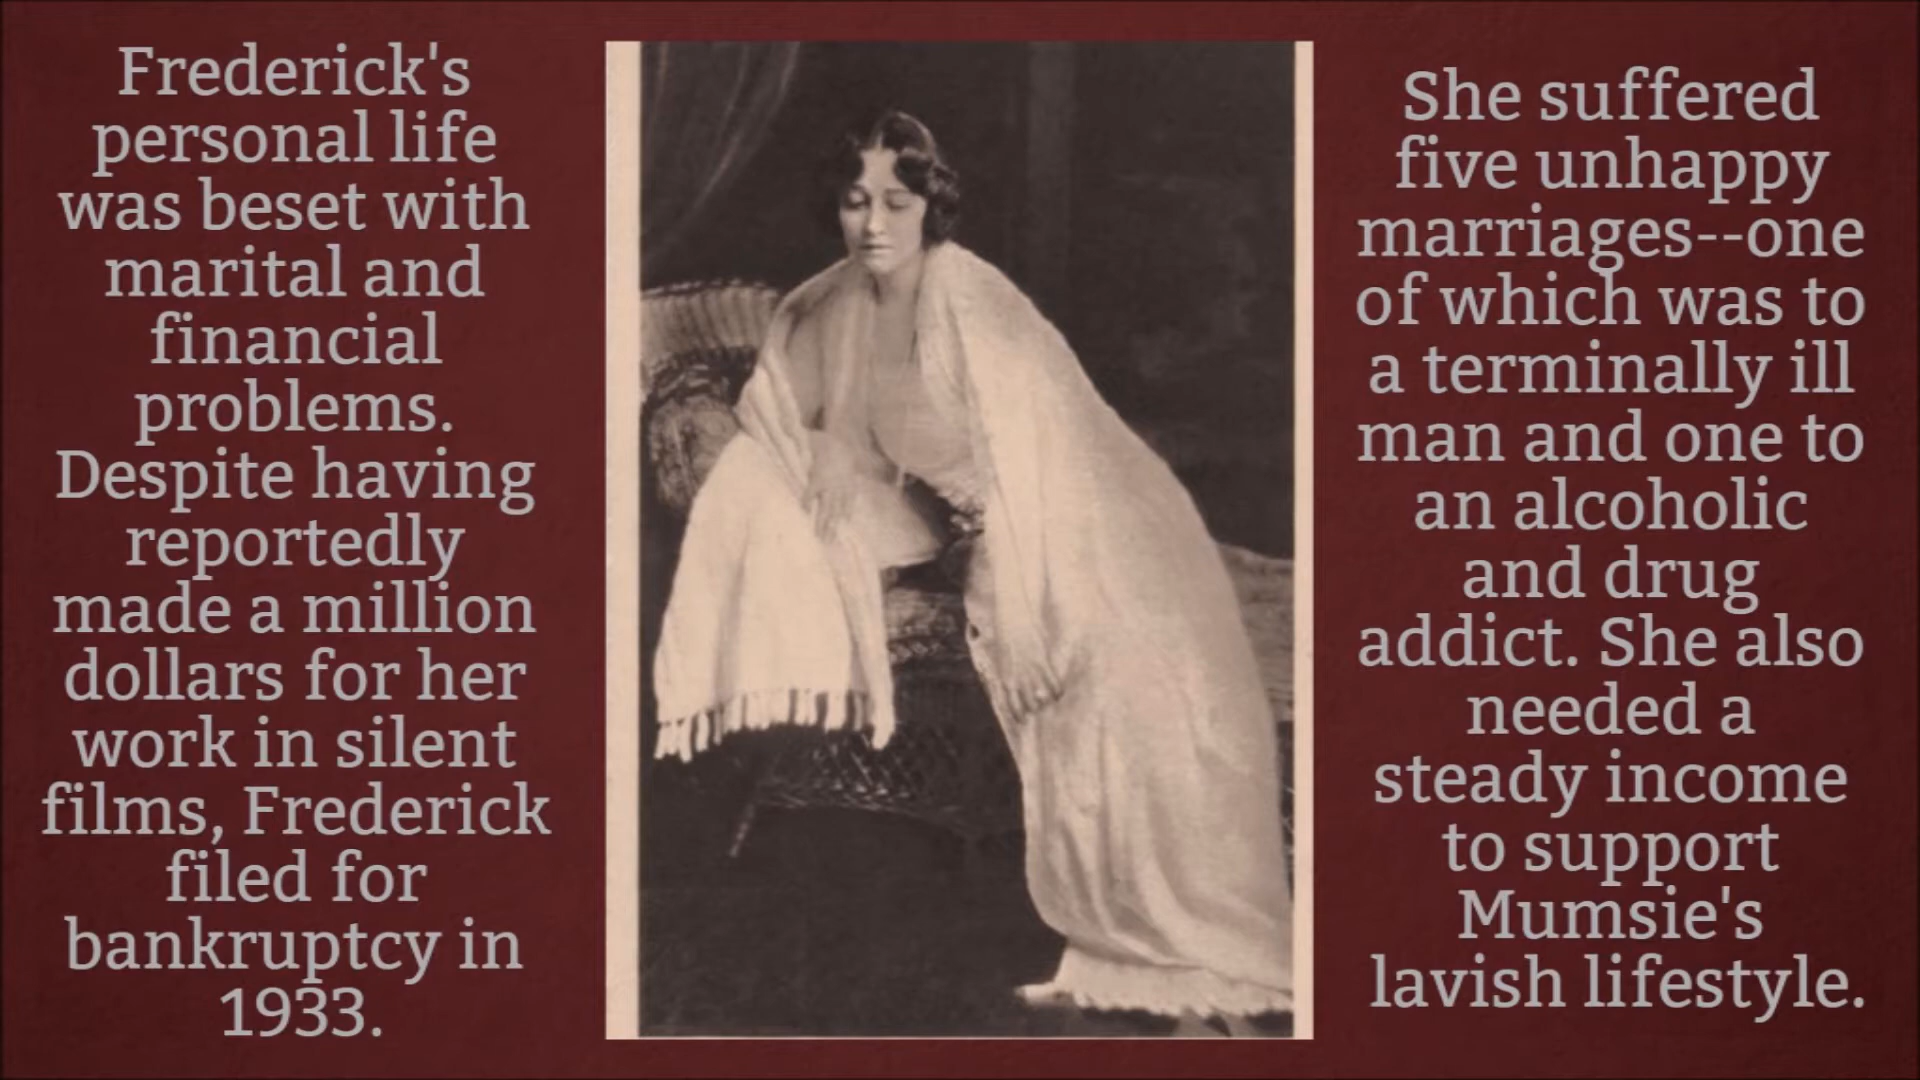 Frederick's
personal life
was beset with
marital and
financial
problems.
Despite having
reportedly
made a million
dollars for her
work in silent
films, Frederick
filed for
bankruptcy in
1933.
She suffered
five unhappy
marriages--one
of which was to
a terminally ill
man and one to
an alcoholic
and drug
addict. She also
needed a
steady income
to support
Mumsie's
lavish lifestyle.